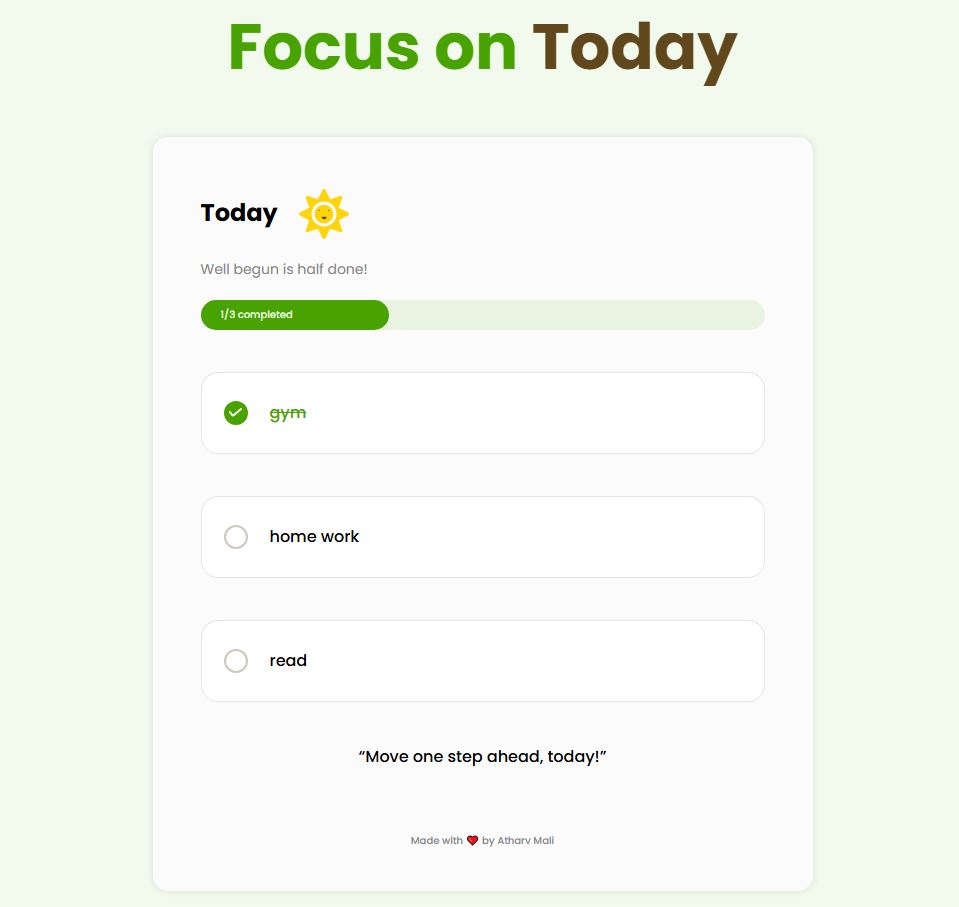 Focus on Today
Today
Well begun is half done!
1/3 completed
gym
home work
read
“Move one step ahead, today!”
Made with ❤ by Atharv Mali